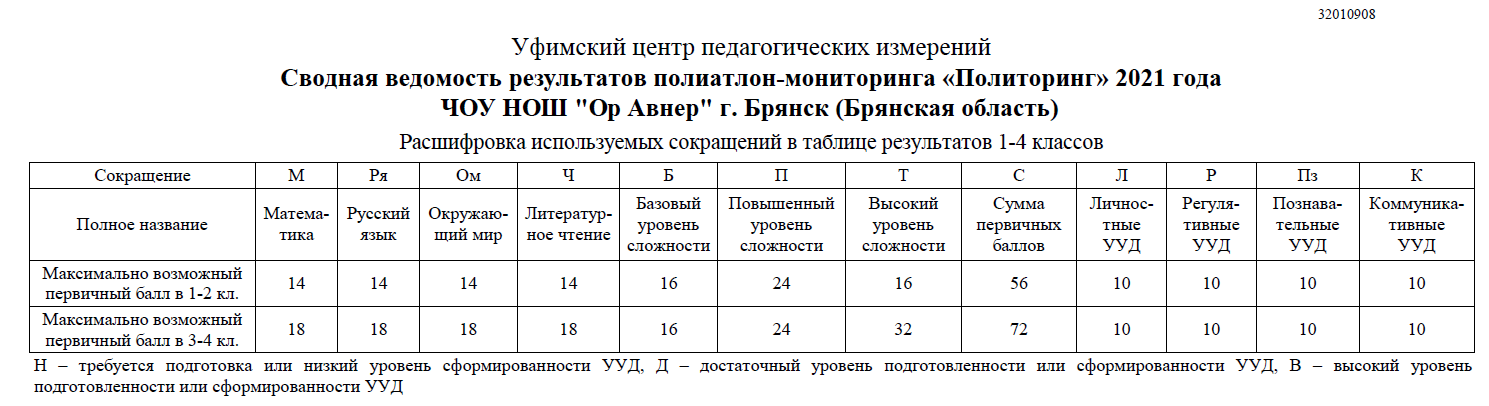 32010908
Уфимский центр педагогических измерений
Сводная ведомость результатов полиатлон-мониторинга «Политоринг» 2021 года
ЧОУ НОШ "Ор Авнер" г. Брянск (Брянская область)
Расшифровка используемых сокращений в таблице результатов 1-4 классов
Сокращение М Ря Ом Ч Б П Т С Л Р Пз К
Полное название Матема- тика Русский язык Окружаю- щий мир Литератур- ное чтение Базовый уровень сложности Повышенный уровень сложности Высокий уровень сложности Сумма первичных баллов Личнос- тные УУД Регуля- тивные УУД Познава- тельные УУД Коммуника- тивные УУД
Максимально возможный первичный балл в 1-2 кл. 14 14 14 14 16 24 16 56 10 10 10 10
Максимально возможный первичный балл в 3-4 кл. 18 18 18 18 16 24 32 72 10 10 10 10
Н – требуется подготовка или низкий уровень сформированности УУД, Д – достаточный уровень подготовленности или сформированности УУД, В – высокий уровень
подготовленности или сформированности УУД